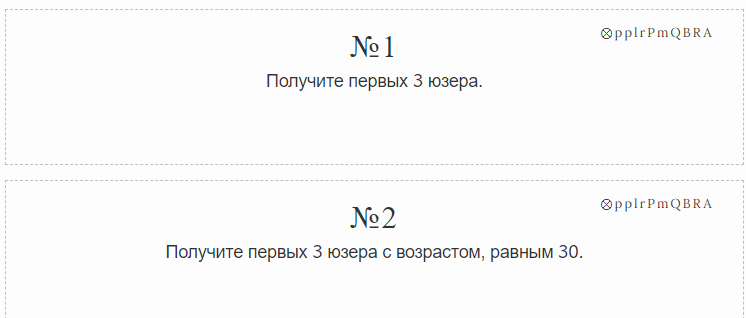 ⊗pplrPmQBRA
№1
Получите первых 3 юзера.
⊗pplrPmQBRA
№2
Получите первых 3 юзера с возрастом, равным 30.